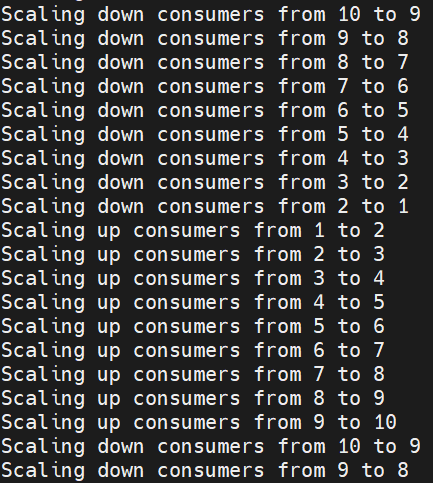 Scaling down consumers from 10 to 9
Scaling down consumers from 9 to 8
Scaling down consumers from 8 to 7
Scaling down consumers from 7 to 6
Scaling down consumers from 6 to 5
Scaling down consumers from 5 to 4
Scaling down consumers from 4 to 3
Scaling down consumers from 3 to 2
Scaling down consumers from 2 to 1
Scaling up consumers from 1 to 2
Scaling up consumers from 2 to 3
Scaling up consumers from 3 to 4
Scaling up consumers from 4 to 5
Scaling up consumers from 5 to 6
Scaling up consumers from 6 to 7
Scaling up consumers from 7 to 8
Scaling up consumers from 8 to 9
Scaling up consumers from 9 to 10
Scaling down consumers from 10 to 9
Scaling down consumers from 9 to 8